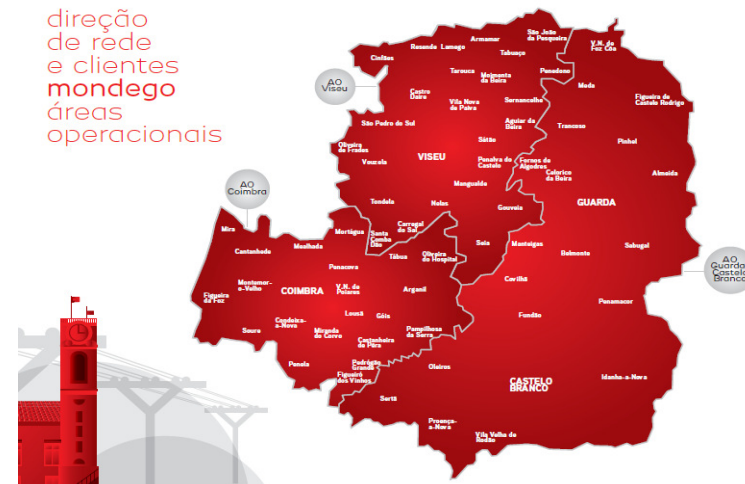 direção
de rede
e clientes
mondego
áreas
operacionais
AO
Viseu
AO
Coimbra
AO
Guarda
Castelo
Branco
Cinfães
Resende
Lamego
Armamar
Tabuaço
São João
da Pesqueira
Tarouca
Moimenta
da Beira
Penedono
Castro
Daire
Vila Nova
de Paiva
Sernancelhe
São Pedro do Sul
Aguiar da
Beira
Oliveira
de Frades
Vouzela
VISEU
Sátão
Penalva do
Castelo
Mangualde
Tondela
Nelas
Gouveia
Carregal
do Sal
Santa
Comba
Dão
Seia
V.N. de
Foz Côa
Meda
Figueira de
Castelo Rodrigo
Trancoso
Pinhel
Fornos de
Algodres
Celorico
da Beira
Almeida
GUARDA
Manteigas
Belmonte
Sabugal
Covilhã
Penamacor
Fundão
Oleiros
CASTELO
BRANCO
Idanha-a-Nova
Sertã
Proença-
a-Nova
Vila Velha de
Rodão
Mira
Cantanhede
Mealhada
Mortágua
Tábua
Oliveira
do Hospital
Penacova
Figueira
da Foz
Montemor-
o-Velho
COIMBRA
V.N. de
Poiares
Arganil
Lousã
Góis
Soure
Condeixa-
a-Nova
Miranda
do Corvo
Pampilhosa
da Serra
Castanheira
de Pêra
Penela
Pedrógão
Grande
Figueiró
dos Vinhos